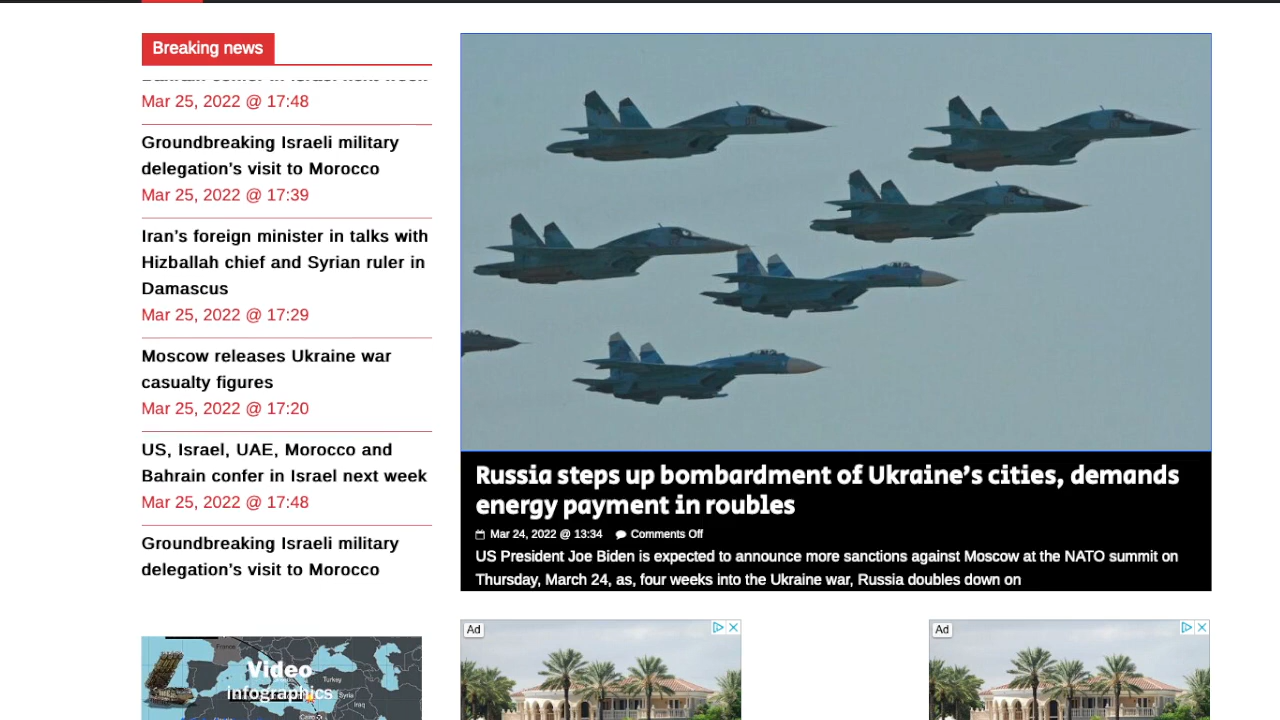 Breaking news
Mar 25, 2022 @ 17:48
Groundbreaking Israeli military
delegation's visit to Morocco
Mar 25, 2022 @ 17:39
Iran's foreign minister in talks with
Hizballah chief and Syrian ruler in
Damascus
Mar 25, 2022 @ 17:29
Moscow releases Ukraine war
casualty figures
Mar 25, 2022 @ 17:20
US, Israel, UAE, Morocco and
Bahrain confer in Israel next week
Mar 25, 2022 @ 17:48
Groundbreaking Israeli military
delegation's visit to Morocco
Russia steps up bombardment of Ukraine's cities, demands
energy payment in roubles
Mar 24, 2022 @ 13:34 Comments Off
US President Joe Biden is expected to announce more sanctions against Moscow at the NATO summit on
Thursday, March 24, as, four weeks into the Ukraine war, Russia doubles down on
Ad
Ad
France
Video
Turkey
Infographics
Syria
Iraq